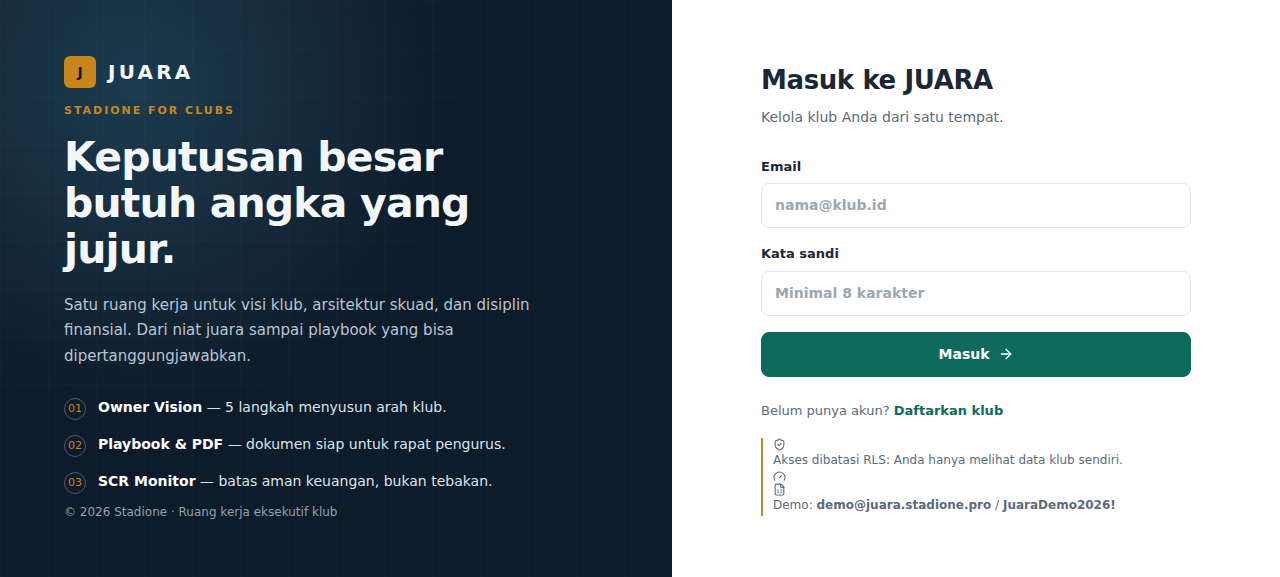 J JUARA
STADIONE FOR CLUBS
Keputusan besar
butuh angka yang
jujur.
Satu ruang kerja untuk visi klub, arsitektur skuad, dan disiplin
finansial. Dari niat juara sampai playbook yang bisa
dipertanggungjawabkan.
01 Owner Vision — 5 langkah menyusun arah klub.
02 Playbook & PDF — dokumen siap untuk rapat pengurus.
03 SCR Monitor — batas aman keuangan, bukan tebakan.
© 2026 Stadione · Ruang kerja eksekutif klub
Masuk ke JUARA
Kelola klub Anda dari satu tempat.
Email
nama@klub.id
Kata sandi
Minimal 8 karakter
Masuk →
Belum punya akun? Daftarkan klub
Akses dibatasi RLS: Anda hanya melihat data klub sendiri.
Demo: demo@juara.stadione.pro / JuaraDemo2026!